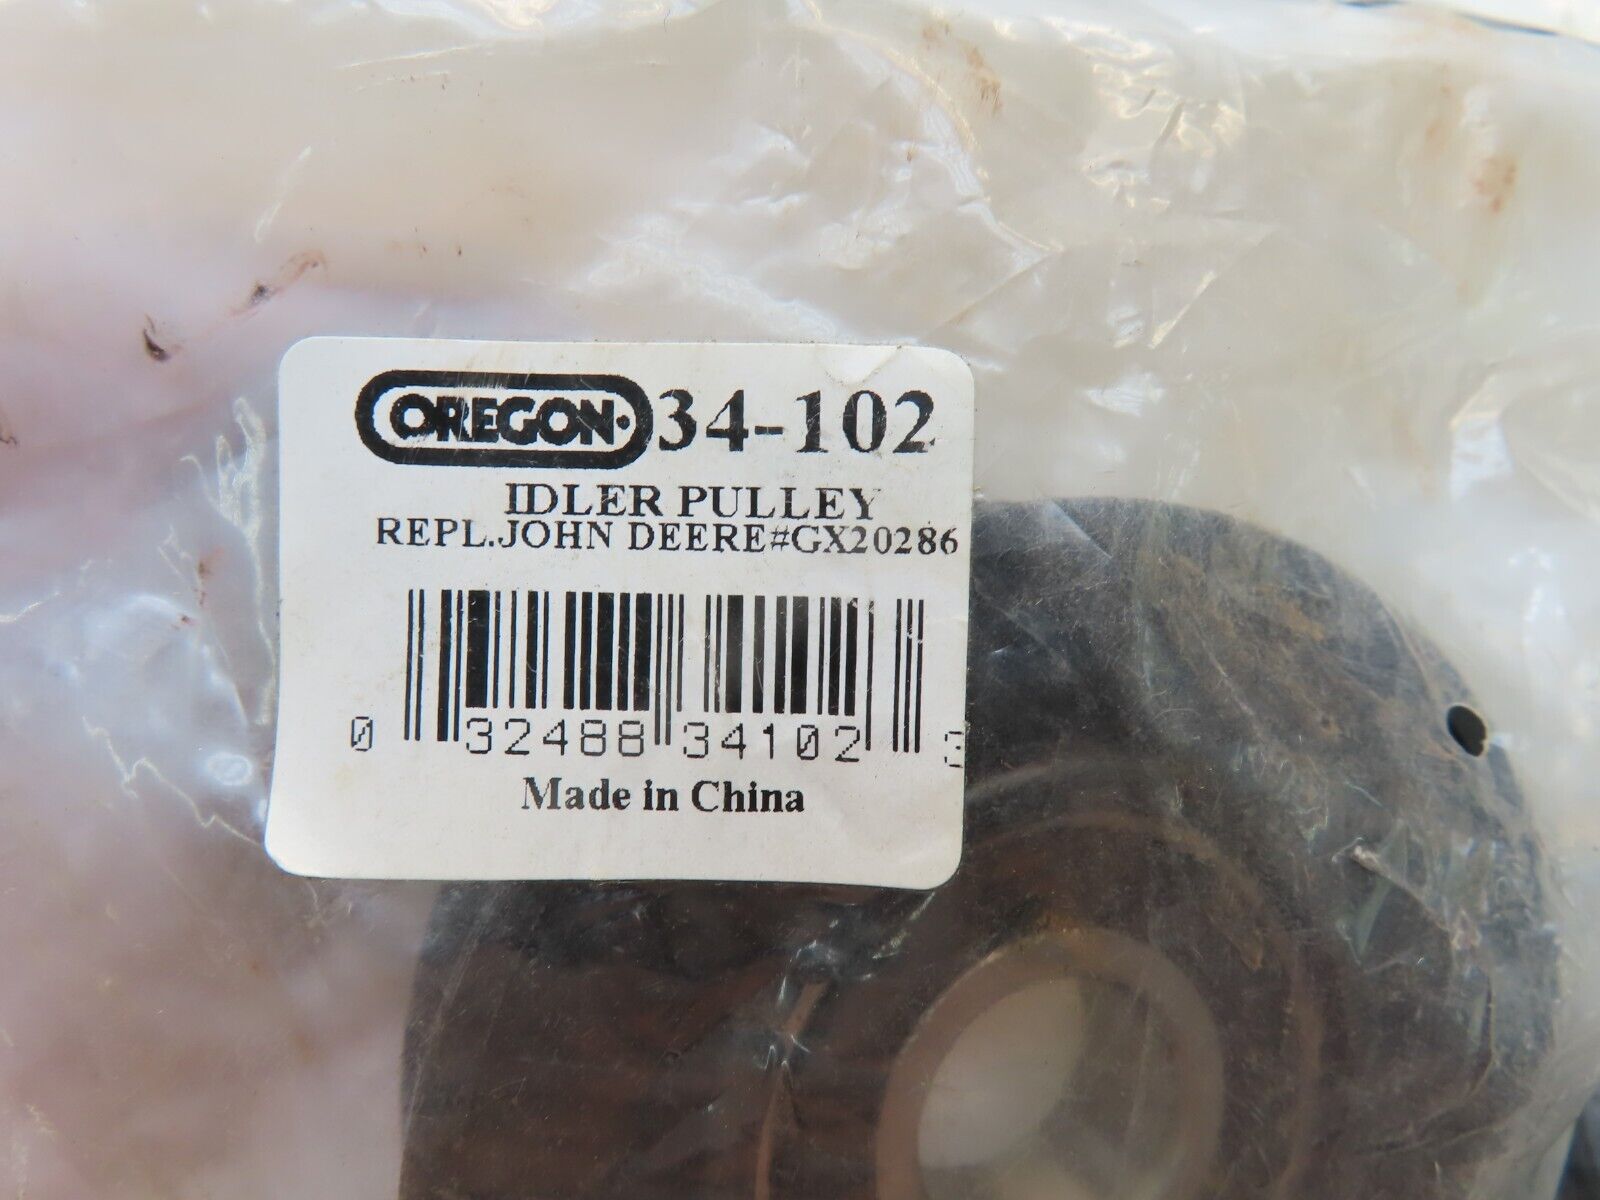 OREGON 34-102
IDLER PULLEY
REPL.JOHN DEERE#GX20286
0 32488 34102 3
Made in China